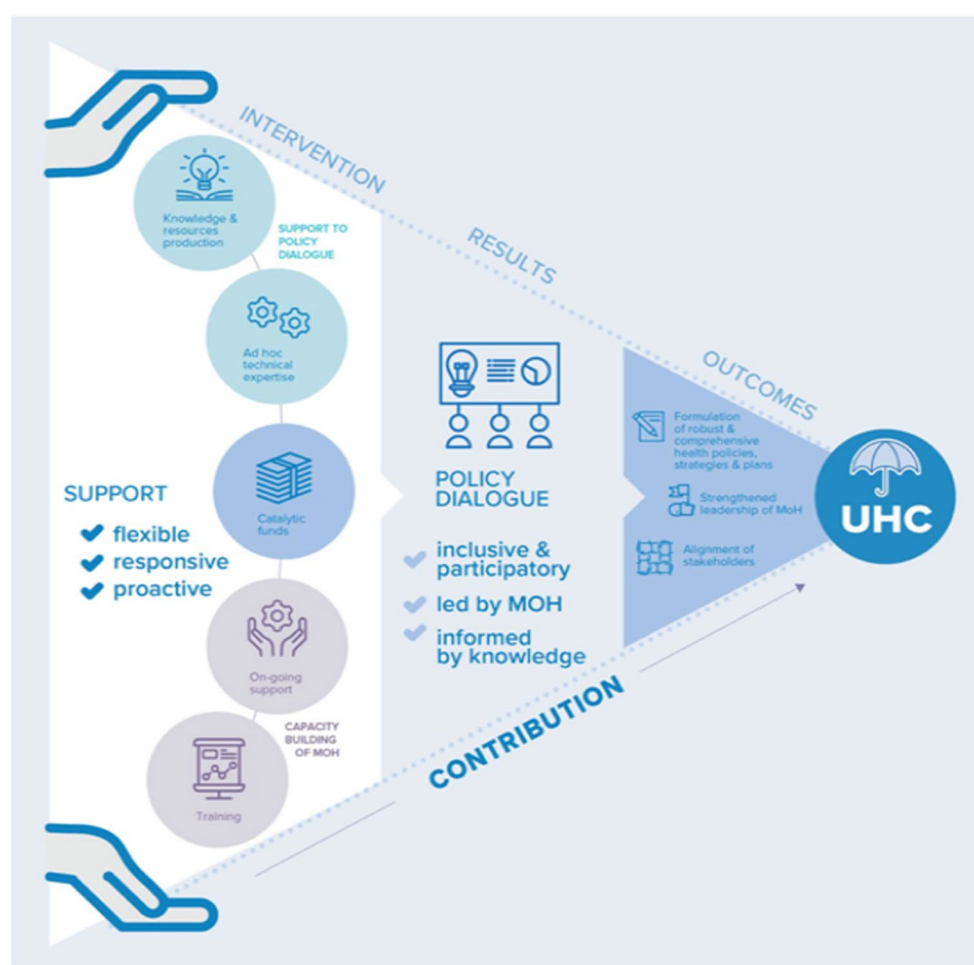 INTERVENTION
RESULTS
OUTCOMES
Knowledge &
resources
production
SUPPORT TO
POLICY
DIALOGUE
Ad hoc
technical
expertise
SUPPORT
flexible
responsive
proactive
Catalytic
funds
On-going
support
CAPACITY
BUILDING
OF MOH
Training
POLICY
DIALOGUE
inclusive &
participatory
led by MOH
informed
by knowledge
Formulation
of robust &
comprehensive
health policies,
strategies & plans
Strengthened
leadership of MoH
Alignment of
stakeholders
UHC
CONTRIBUTION